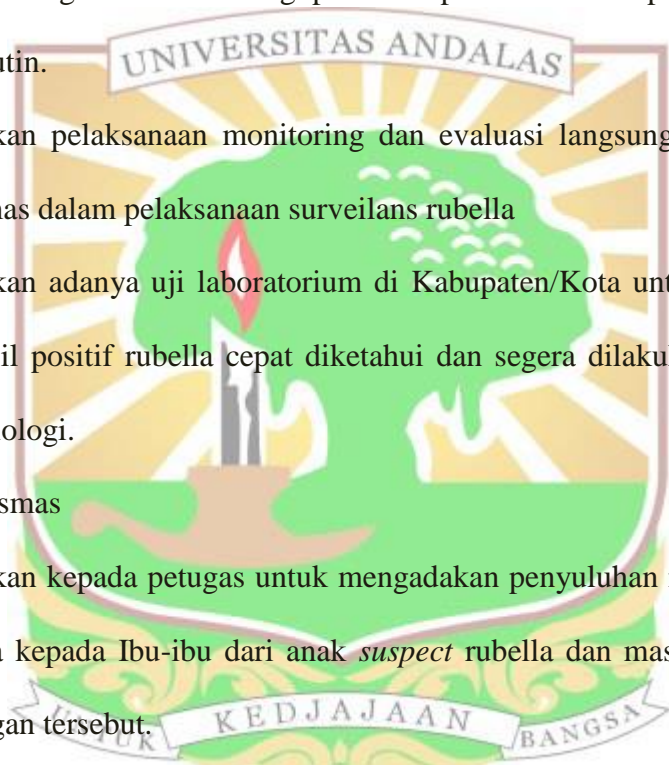 UNIVERSITAS ANDALAS
utin.
kan pelaksanaan monitoring dan evaluasi langsung
nas dalam pelaksanaan surveilans rubella
kan adanya uji laboratorium di Kabupaten/Kota unt
il positif rubella cepat diketahui dan segera dilaku
ologi.
smas
kan kepada petugas untuk mengadakan penyuluhan
a kepada Ibu-ibu dari anak suspect rubella dan mas
gan tersebut.
UNTUK KEDJAJAAN BANGSA